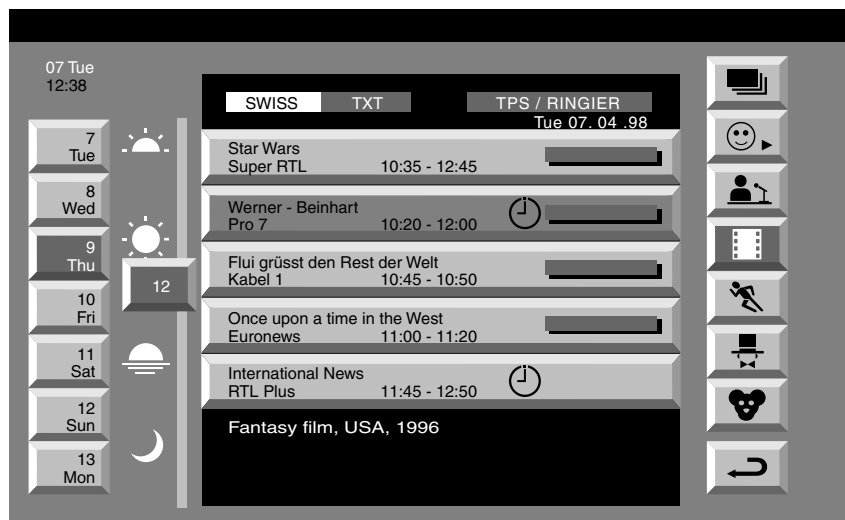 07 Tue
12:38
7
Tue
8
Wed
9
Thu
10
Fri
11
Sat
12
Sun
13
Mon
12
SWISS TXT TPS / RINGIER
Tue 07. 04 .98
Star Wars
Super RTL 10:35 - 12:45
Werner - Beinhart
Pro 7 10:20 - 12:00
Flui grüsst den Rest der Welt
Kabel 1 10:45 - 10:50
Once upon a time in the West
Euronews 11:00 - 11:20
International News
RTL Plus 11:45 - 12:50
Fantasy film, USA, 1996